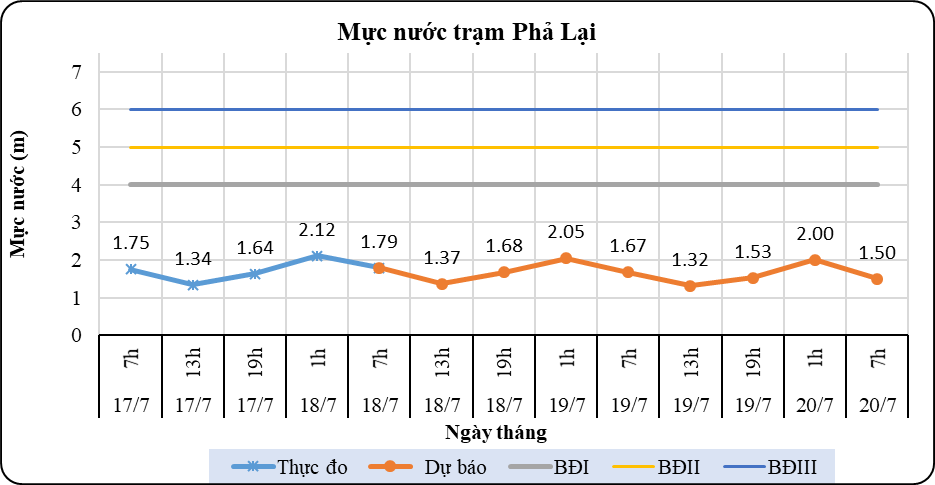 Mực nước trạm Phả Lại
Mực nước (m)
7
6
5
4
3
2
1
0
1.75 1.34 1.64 2.12 1.79 1.37 1.68 2.05 1.67 1.32 1.53 2.00 1.50
7h 13h 19h 1h 7h 13h 19h 1h 7h 13h 19h 1h 7h
17/7 17/7 17/7 18/7 18/7 18/7 18/7 19/7 19/7 19/7 19/7 20/7 20/7
Ngày tháng
Thực đo Dự báo BĐI BĐII BĐIII